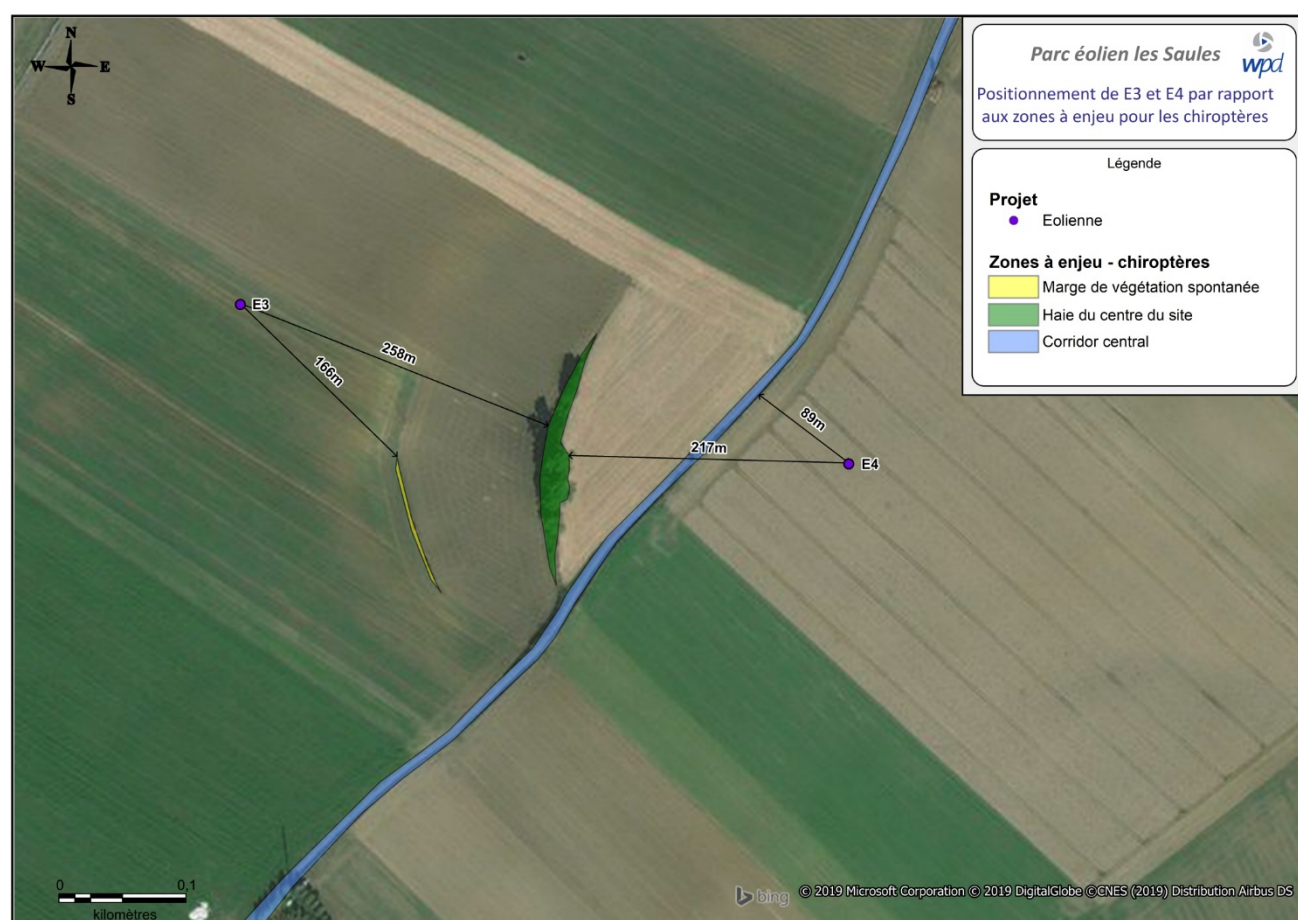 N
W
E
S
Parc éolien les Saules
wpd
Positionnement de E3 et E4 par rapport
aux zones à enjeu pour les chiroptères
Légende
Projet
Eolienne
Zones à enjeu - chiroptères
Marge de végétation spontanée
Haie du centre du site
Corridor central
E3
258m
166m
89m
217m
E4
0
0,1
kilomètres
bing
© 2019 Microsoft Corporation © 2019 DigitalGlobe ©CNES (2019) Distribution Airbus DS